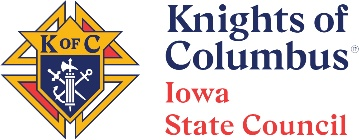 K OF C
Knights of
Columbus®
Iowa
State Council